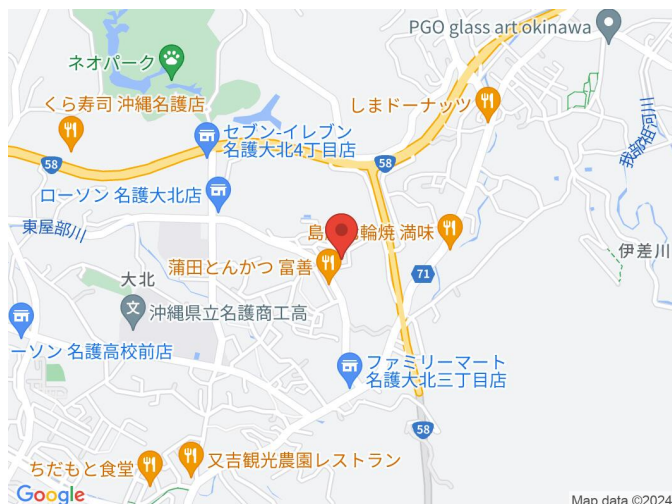 PGO glass art okinawa
ネオパーク
くら寿司 沖縄名護店
しまドーナッツ
セブン-イレブン
名護大北4丁目店
58
58
我部祖河川
ローソン 名護大北店
東屋部川
満味
伊差川
蒲田とんかつ 富善
71
大北
文
沖縄県立名護商工高
ーソン 名護高校前店
ファミリーマート
名護大北三丁目店
58
ちだもと食堂
又吉観光農園レストラン
Google
Map data ©2024